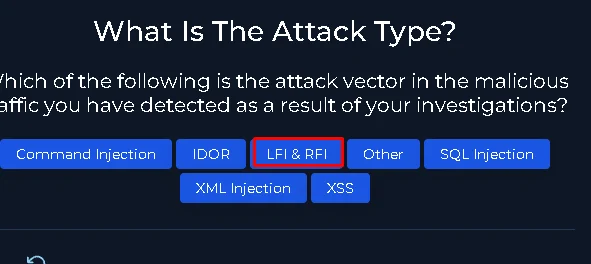 What Is The Attack Type?
Which of the following is the attack vector in the malicious
affic you have detected as a result of your investigations?
Command Injection IDOR LFI & RFI Other SQL Injection
XML Injection XSS